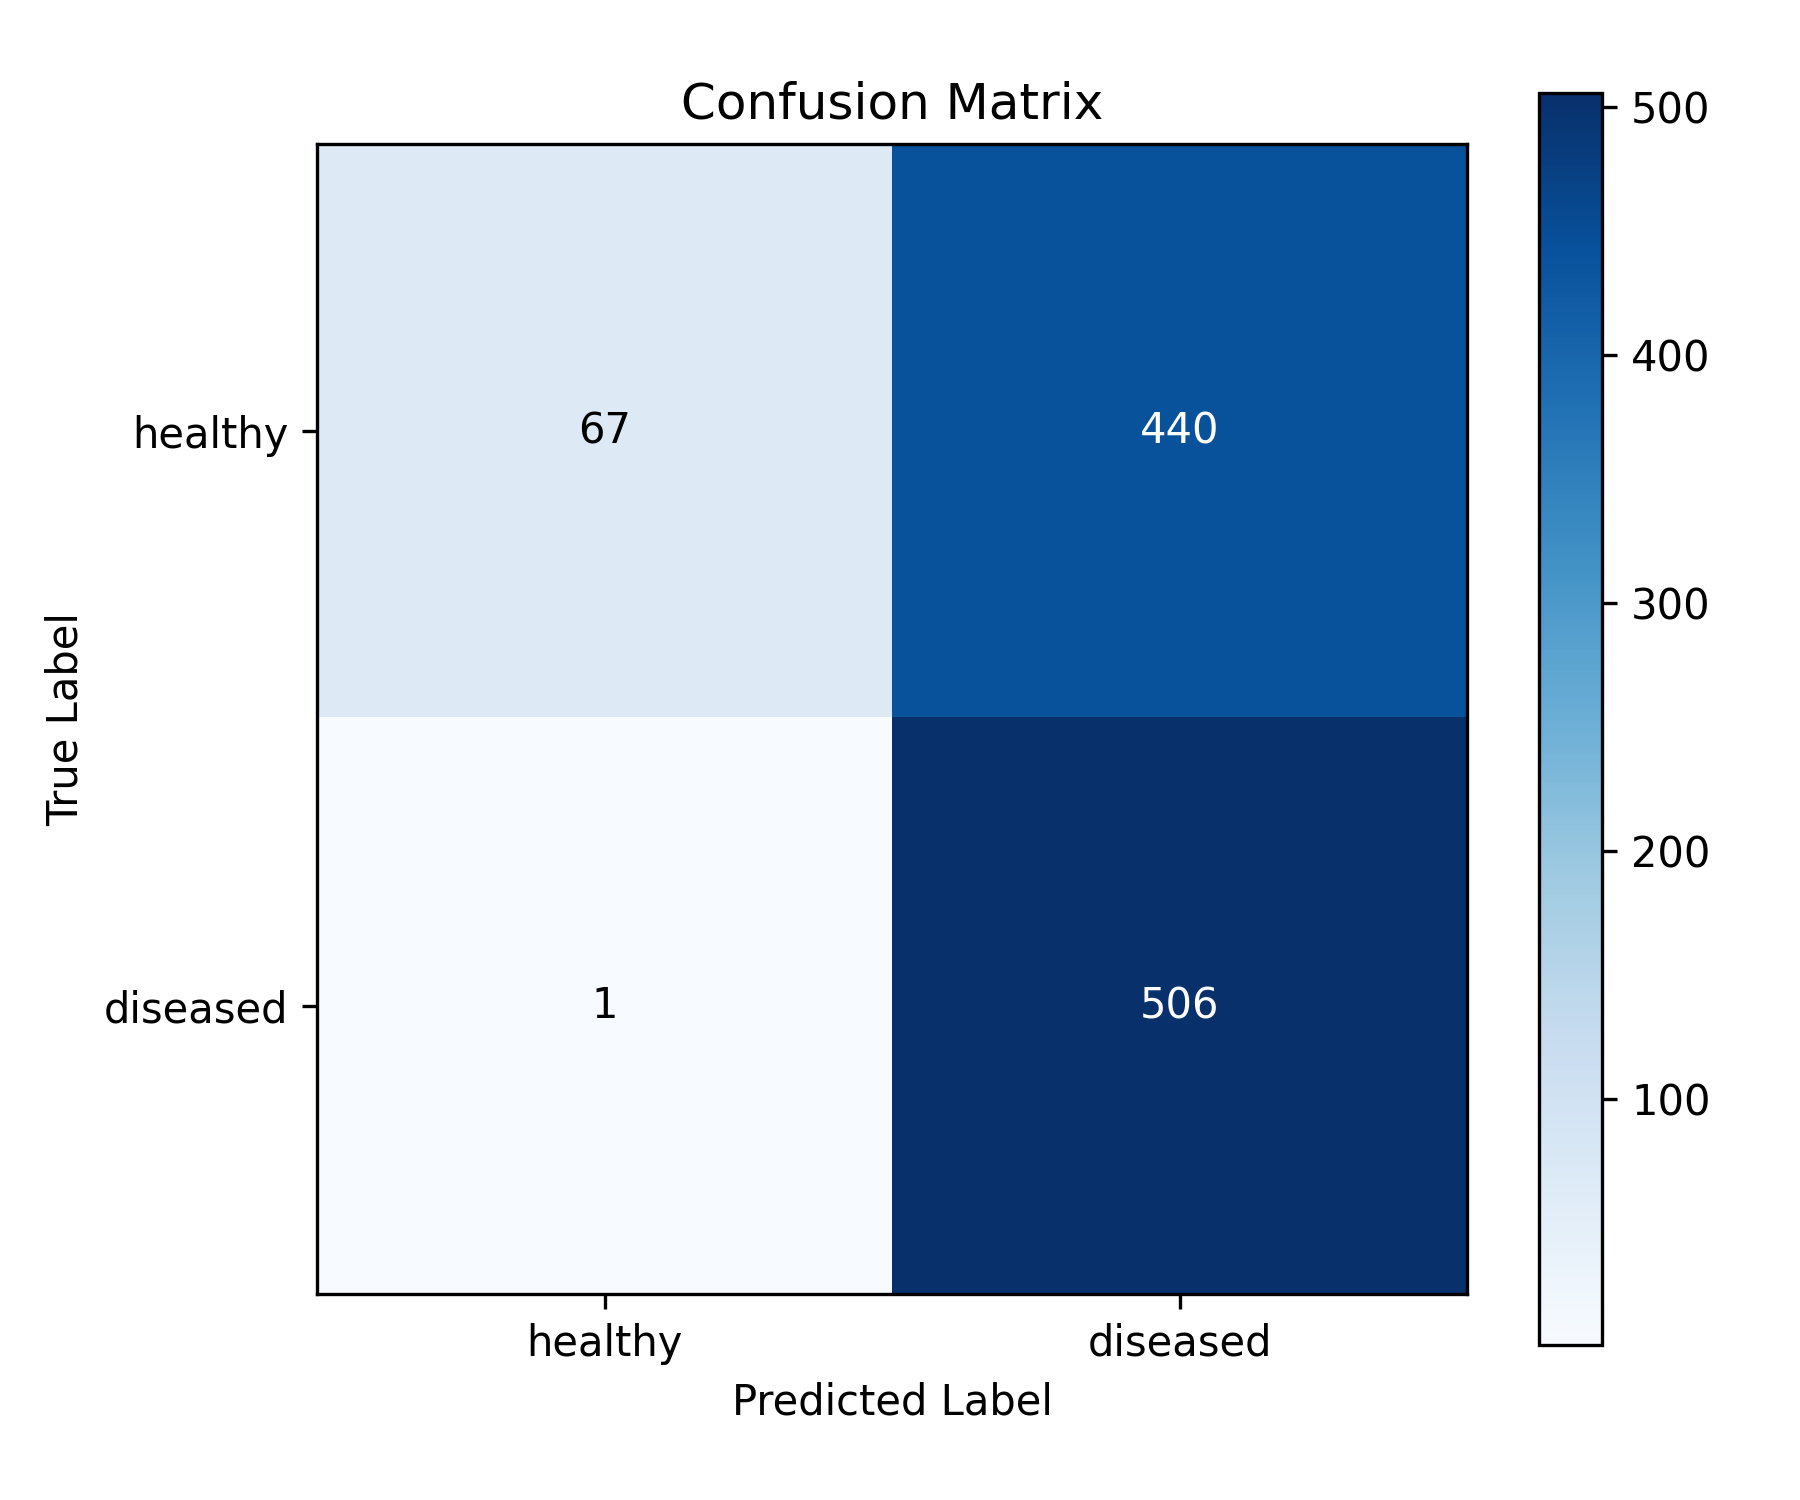 Confusion Matrix
500
400
300
200
100
True Label
healthy
67
440
diseased
1
506
healthy
diseased
Predicted Label